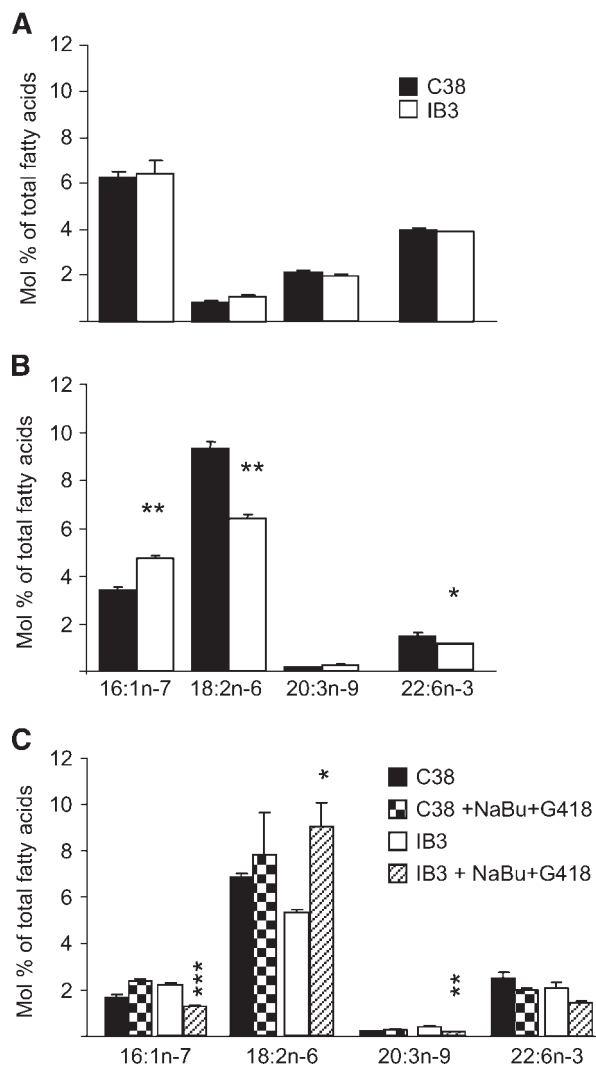 A
Mol % of total fatty acids
12
10
8
6
4
2
C38
IB3
B
Mol % of total fatty acids
12
10
8
6
4
2
**
**
*
16:1n-7 18:2n-6 20:3n-9 22:6n-3
C
Mol % of total fatty acids
12
10
8
6
4
2
***
*
**
C38
C38 +NaBu+G418
IB3
IB3 + NaBu+G418
16:1n-7 18:2n-6 20:3n-9 22:6n-3